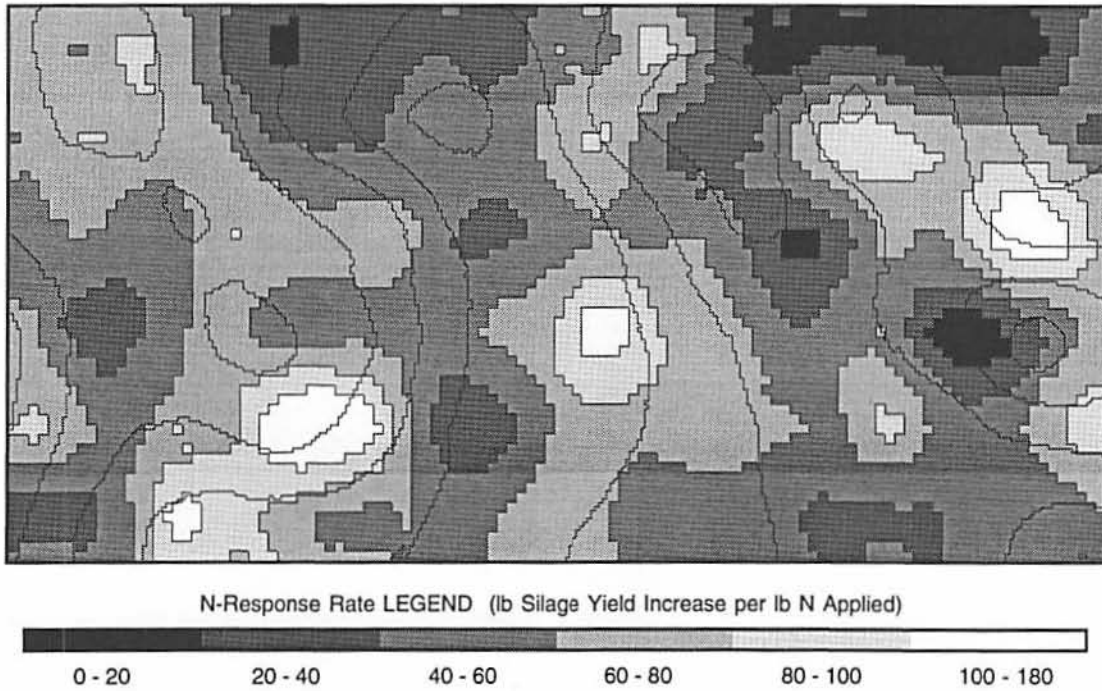 N-Response Rate LEGEND (lb Silage Yield Increase per lb N Applied)
0 - 20 20 - 40 40 - 60 60 - 80 80 - 100 100 - 180